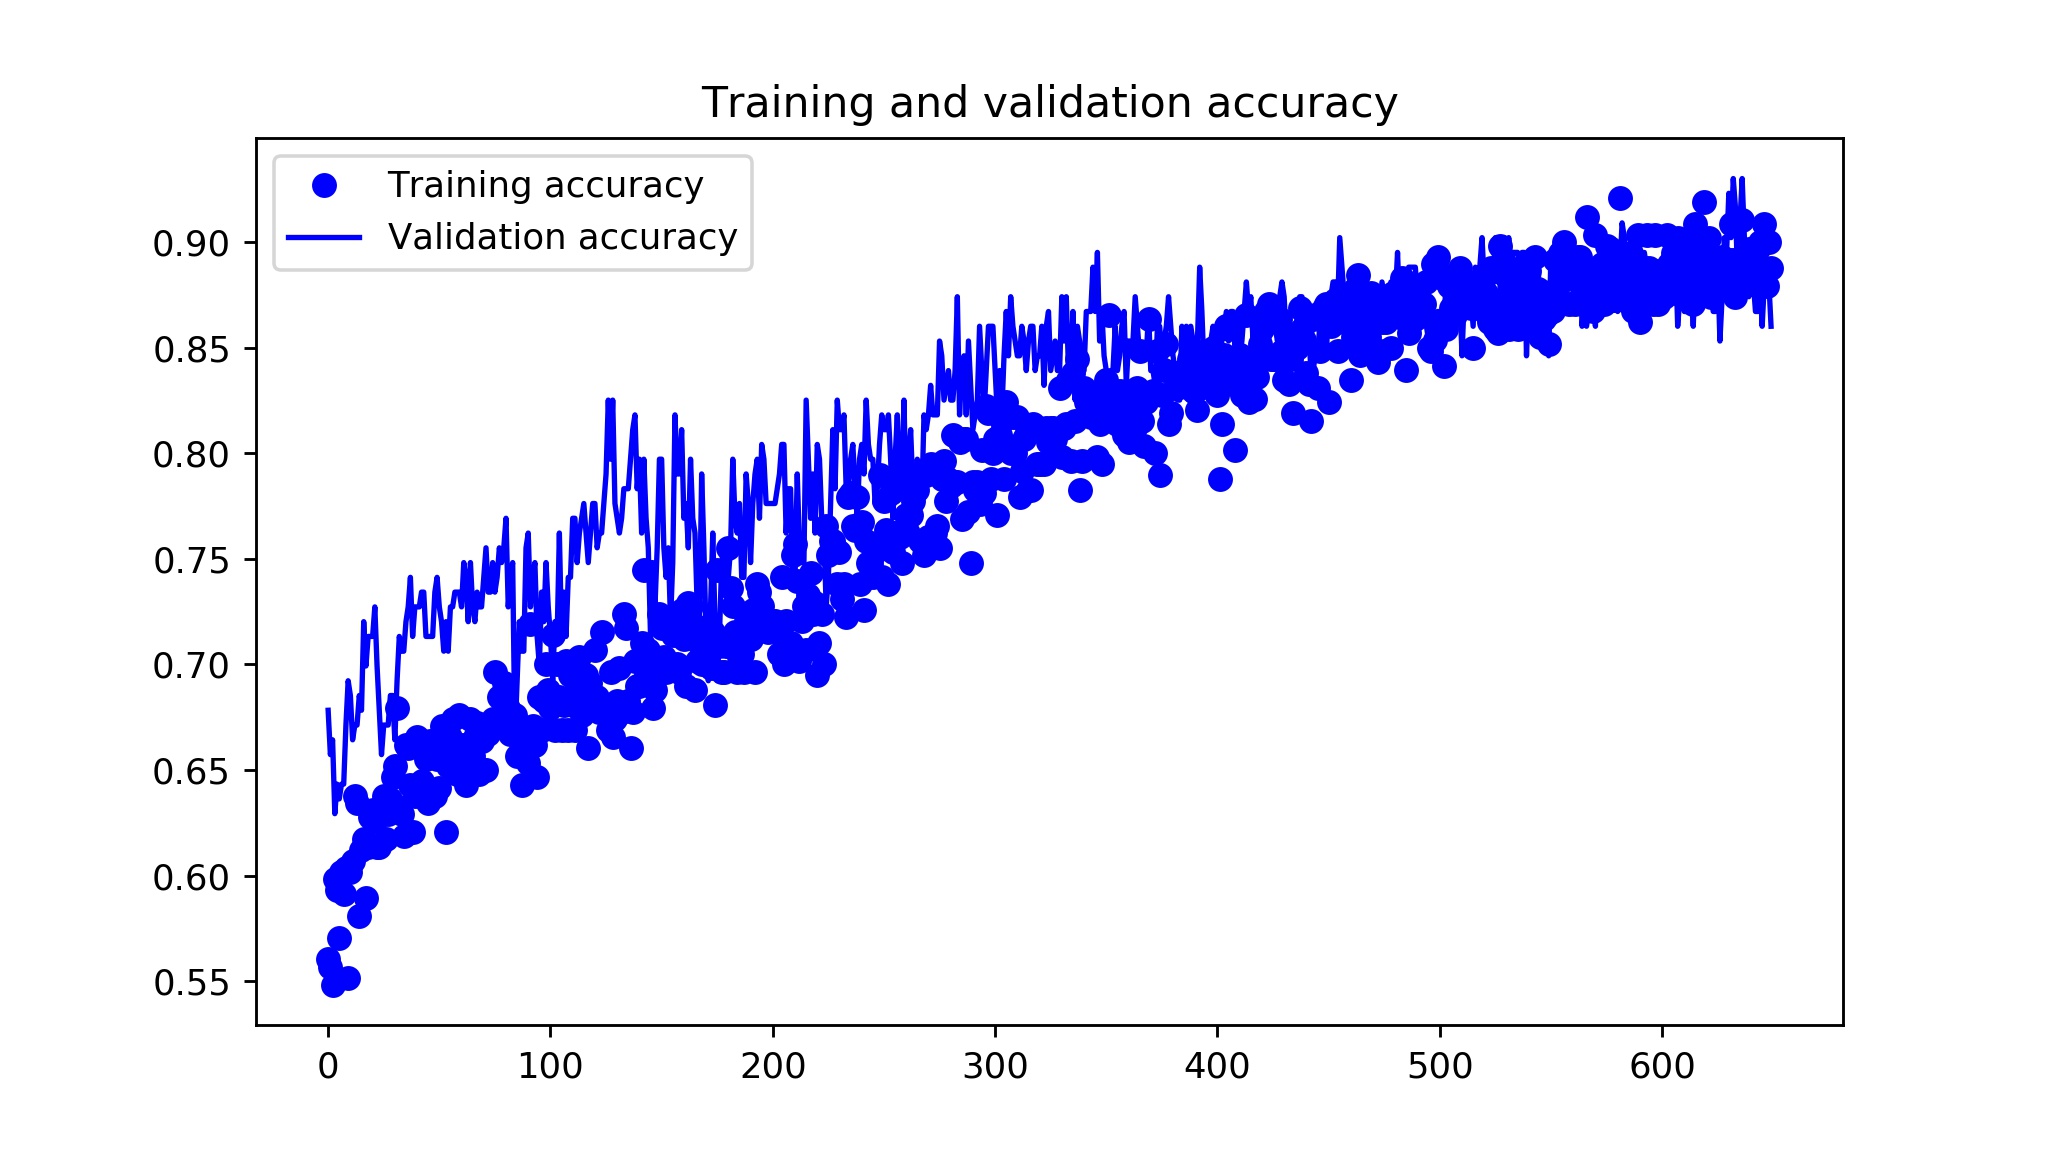 Training and validation accuracy
Training accuracy
Validation accuracy
0.90
0.85
0.80
0.75
0.70
0.65
0.60
0.55
0 100 200 300 400 500 600